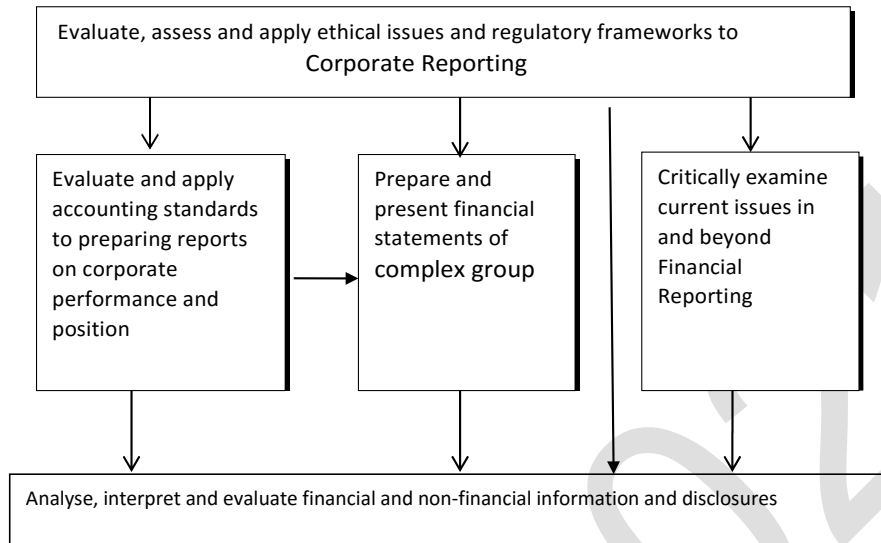 Evaluate, assess and apply ethical issues and regulatory frameworks to
Corporate Reporting
Evaluate and apply
accounting standards
to preparing reports
on corporate
performance and
position
Prepare and
present financial
statements of
complex group
Critically examine
current issues in
and beyond
Financial
Reporting
Analyse, interpret and evaluate financial and non-financial information and disclosures